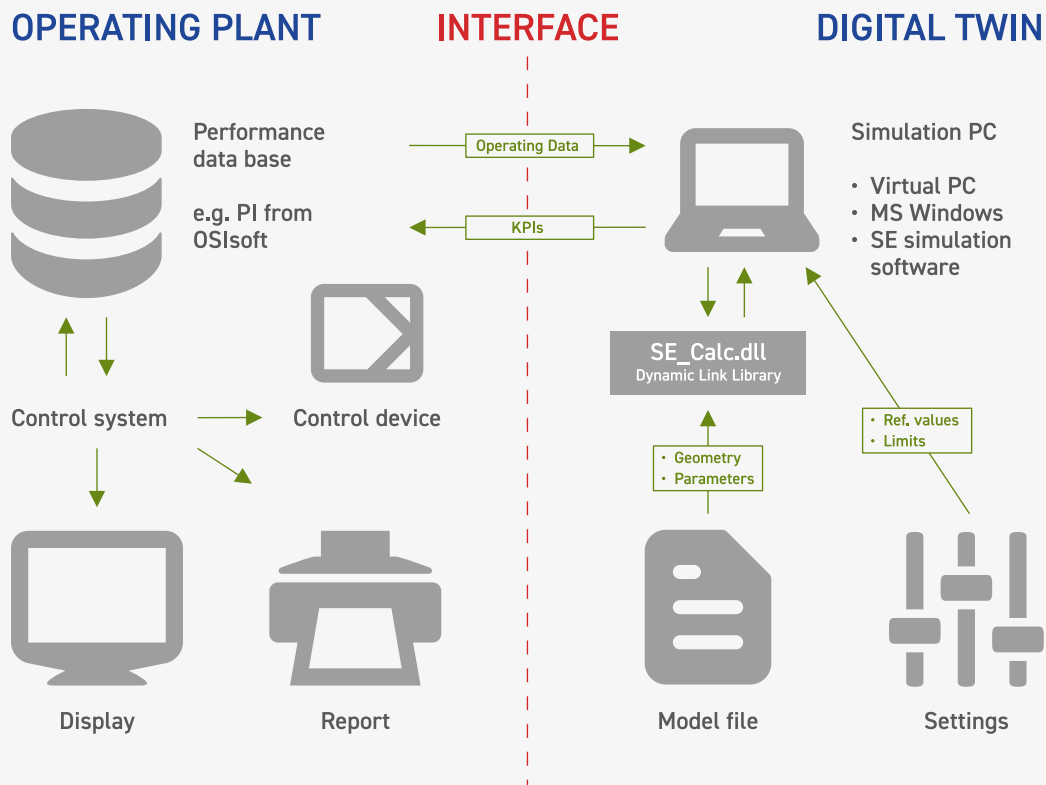 OPERATING PLANT
INTERFACE
DIGITAL TWIN
Performance
data base
e.g. PI from
OSIsoft
Operating Data
KPIs
Simulation PC
• Virtual PC
• MS Windows
• SE simulation
software
SE_Calc.dll
Dynamic Link Library
Control system
Control device
• Ref. values
• Limits
• Geometry
• Parameters
Display
Report
Model file
Settings